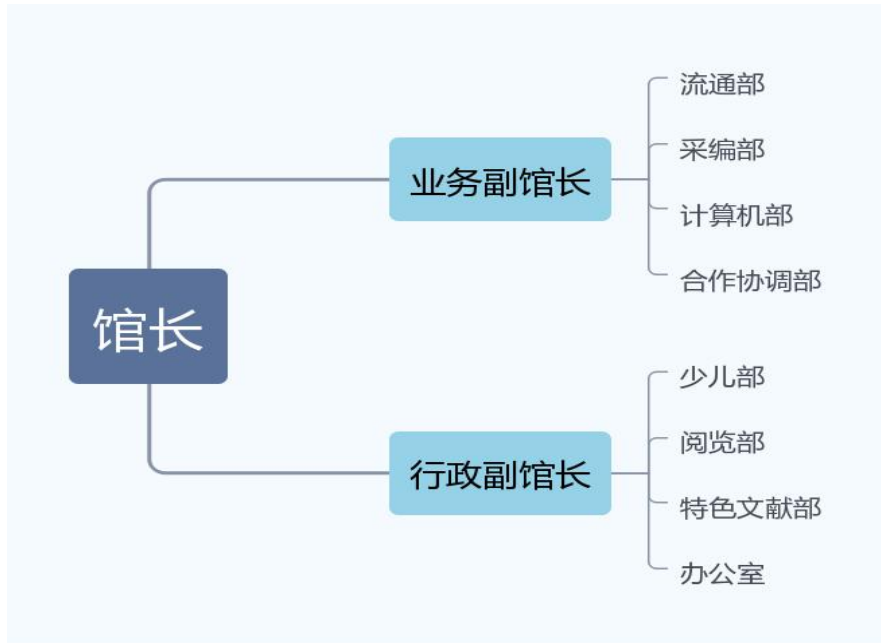 馆长
业务副馆长
流通部
采编部
计算机部
合作协调部
行政副馆长
少儿部
阅览部
特色文献部
办公室